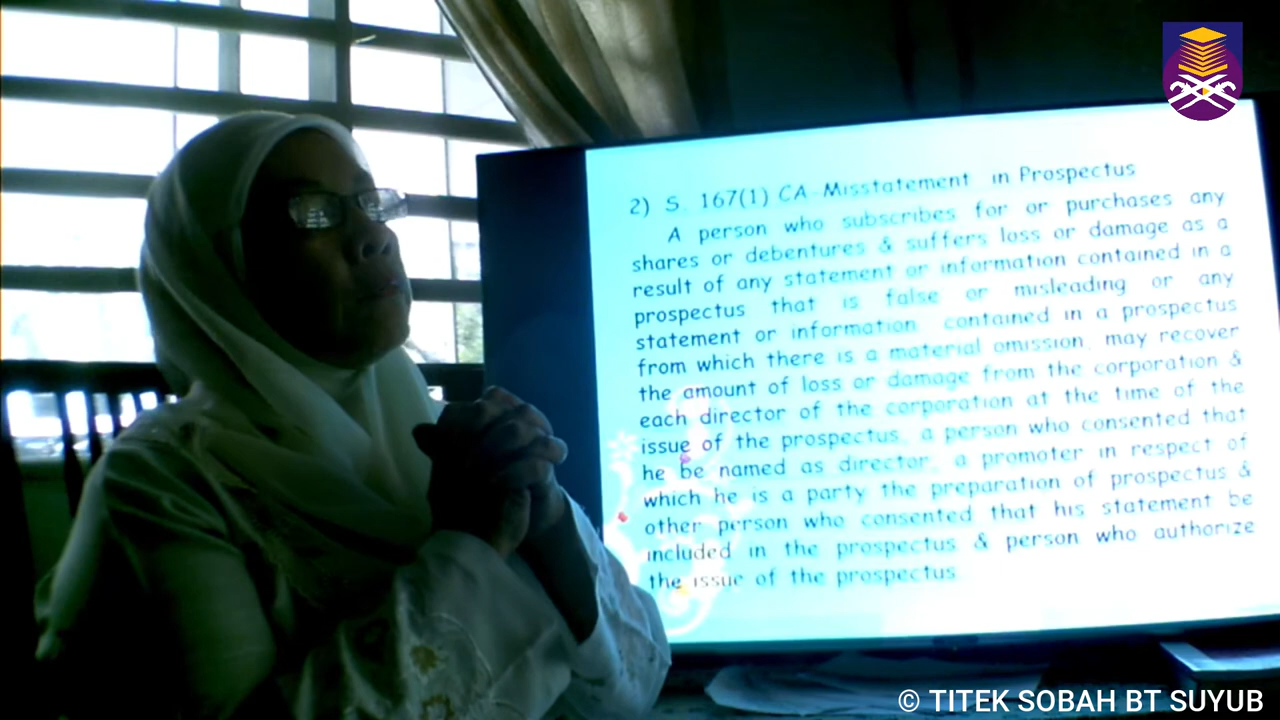 2) S. 167(1) CA-Misstatement in Prospectus
A person who subscribes for or purchases any
shares or debentures & suffers loss or damage as a
result of any statement or information contained in a
prospectus that is false or misleading or any
statement or information contained in a prospectus
from which there is a material omission, may recover
the amount of loss or damage from the corporation &
each director of the corporation at the time of the
issue of the prospectus, a person who consented that
he be named as director, a promoter in respect of
which he is a party the preparation of prospectus &
other person who consented that his statement be
included in the prospectus & person who authorize
the issue of the prospectus
© TITEK SOBAH BT SUYUB